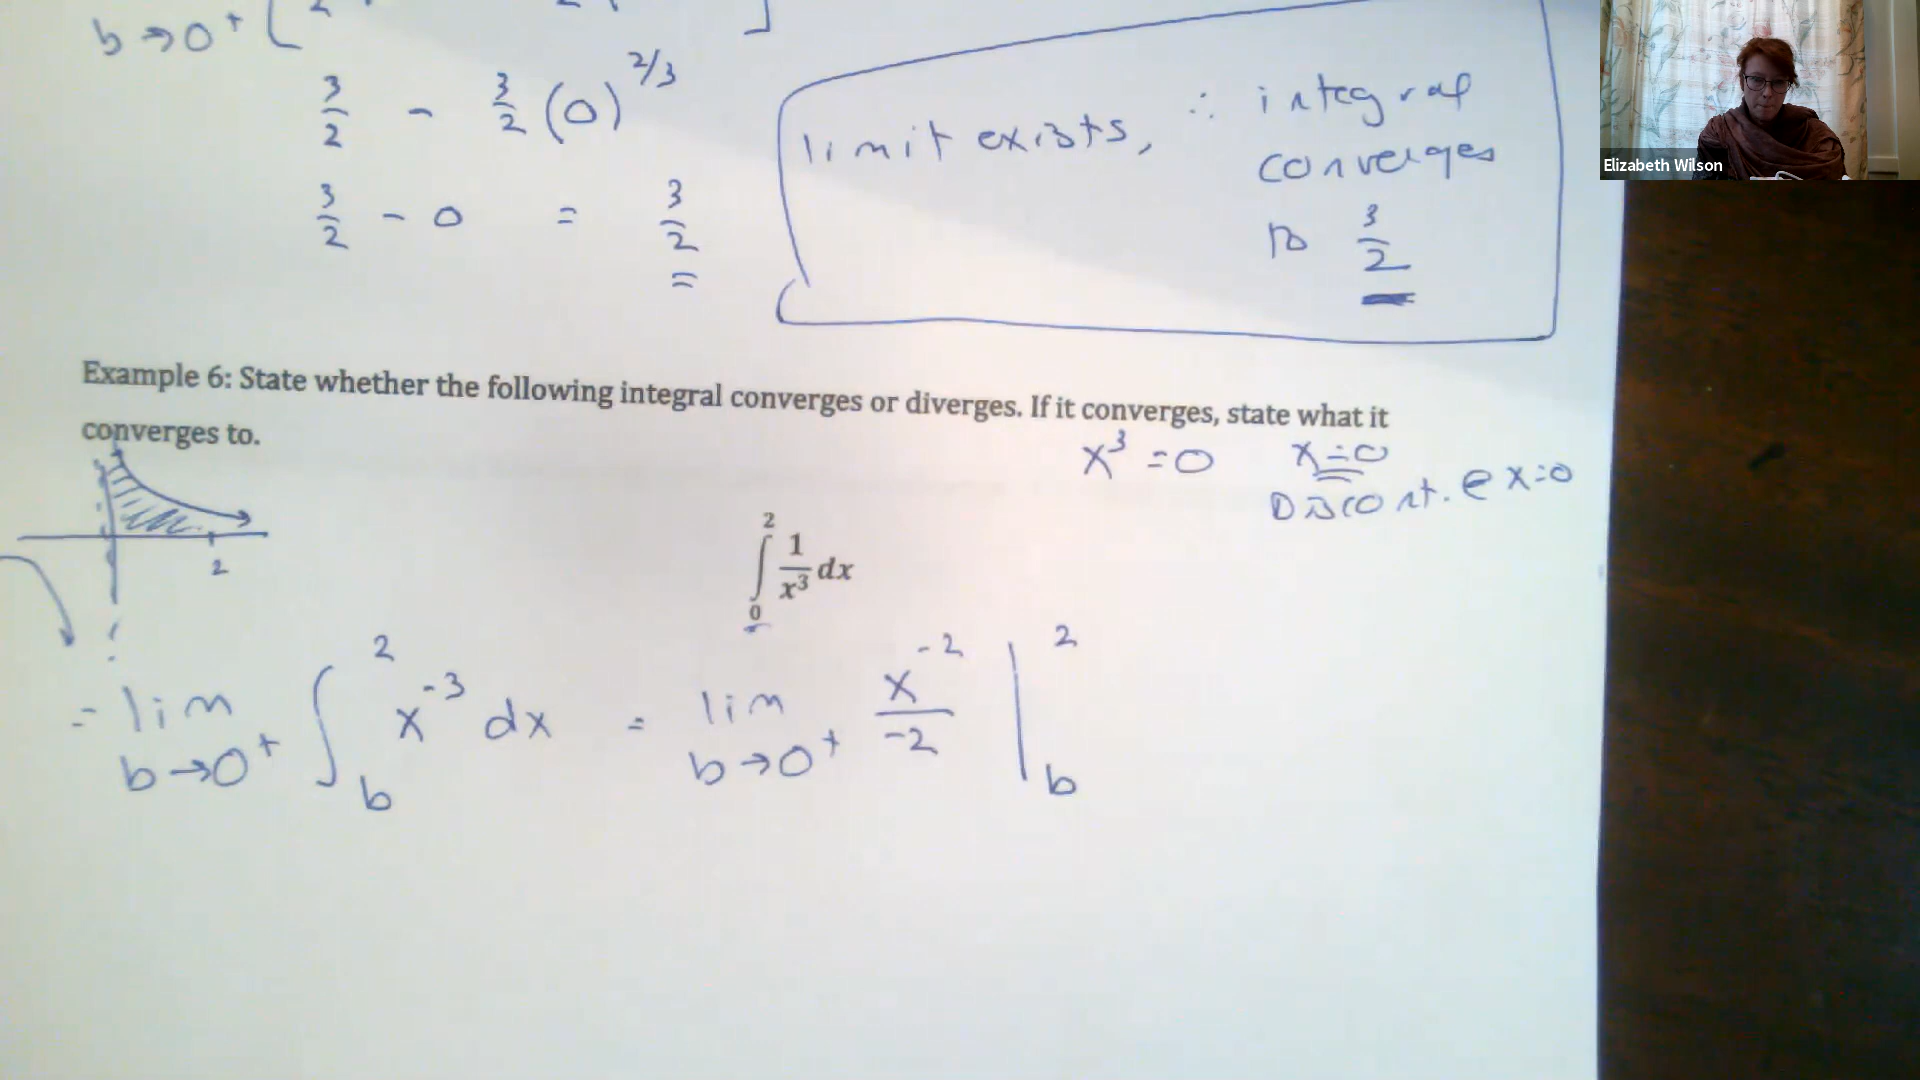 b → 0⁺ [
3/2 - 3/2 (0)^2/3
3/2 - 0 = 3/2
limit exists, ∴ integral
converges
to 3/2
Elizabeth Wilson
Example 6: State whether the following integral converges or diverges. If it converges, state what it
converges to.
x³ = 0 x = 0
Discont. @ x=0
2
∫₀² 1/x³ dx
= lim b→0⁺ ∫_b² x⁻³ dx = lim b→0⁺ x⁻²/-2 |_b²